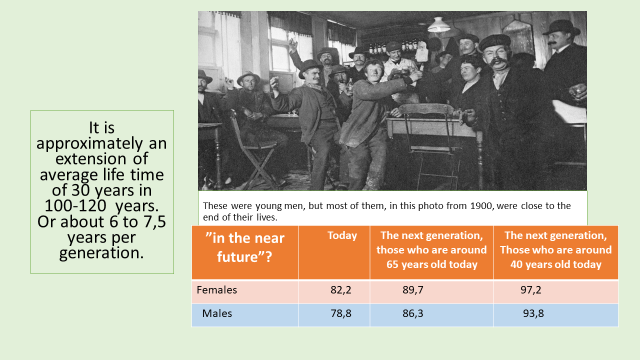 It is
approximately an
extension of
average life time
of 30 years in
100-120 years.
Or about 6 to 7,5
years per
generation.
These were young men, but most of them, in this photo from 1900, were close to the
end of their lives.
”in the near
future”?
Today
The next generation,
those who are around
65 years old today
The next generation,
Those who are around
40 years old today
Females 82,2 89,7 97,2
Males 78,8 86,3 93,8